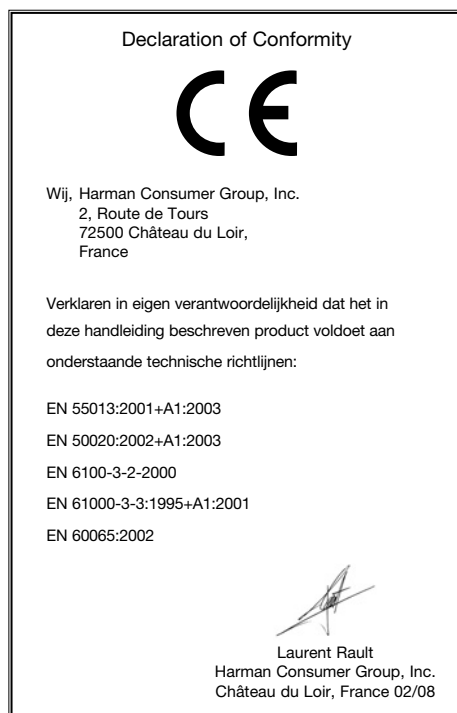 Declaration of Conformity
CE
Wij, Harman Consumer Group, Inc.
2, Route de Tours
72500 Château du Loir,
France
Verklaren in eigen verantwoordelijkheid dat het in
deze handleiding beschreven product voldoet aan
onderstaande technische richtlijnen:
EN 55013:2001+A1:2003
EN 50020:2002+A1:2003
EN 6100-3-2-2000
EN 61000-3-3:1995+A1:2001
EN 60065:2002
Laurent Rault
Harman Consumer Group, Inc.
Château du Loir, France 02/08